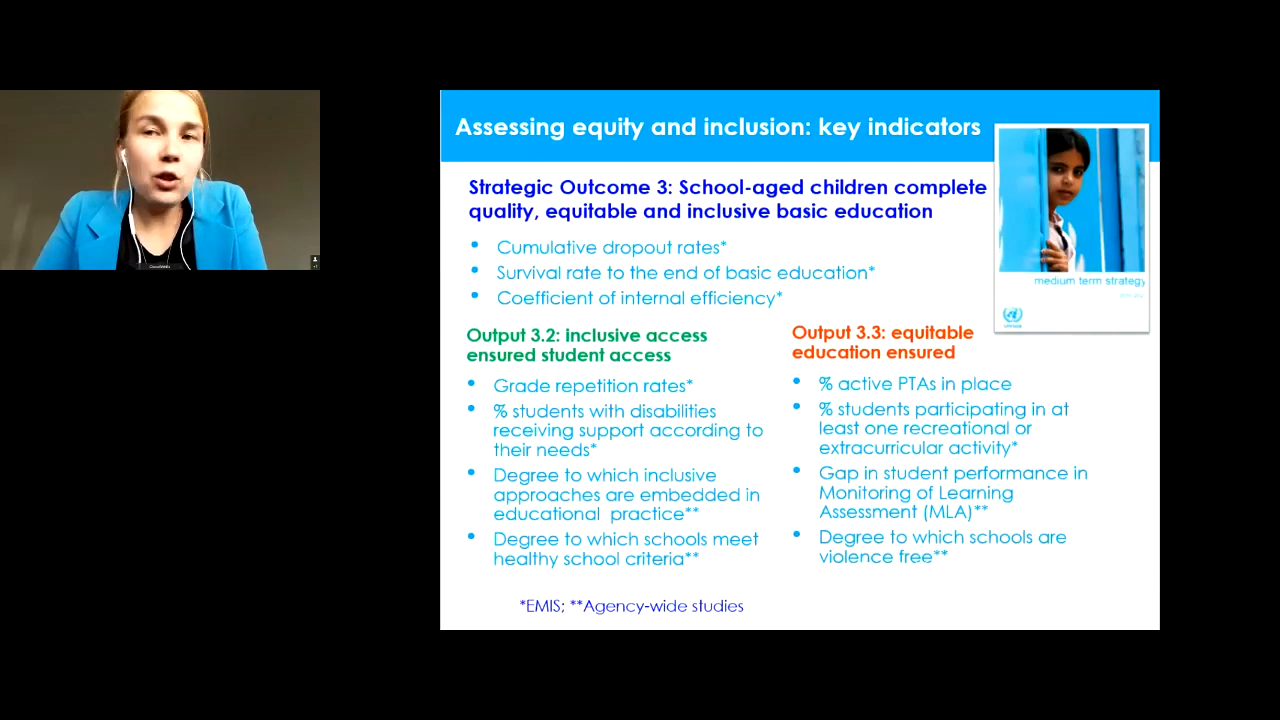 Assessing equity and inclusion: key indicators
Strategic Outcome 3: School-aged children complete
quality, equitable and inclusive basic education
• Cumulative dropout rates*
• Survival rate to the end of basic education*
• Coefficient of internal efficiency*
medium term strategy
Output 3.2: inclusive access
ensured student access
• Grade repetition rates*
• % students with disabilities
receiving support according to
their needs*
• Degree to which inclusive
approaches are embedded in
educational practice**
• Degree to which schools meet
healthy school criteria**
Output 3.3: equitable
education ensured
• % active PTAs in place
• % students participating in at
least one recreational or
extracurricular activity*
• Gap in student performance in
Monitoring of Learning
Assessment (MLA)**
• Degree to which schools are
violence free**
*EMIS; **Agency-wide studies